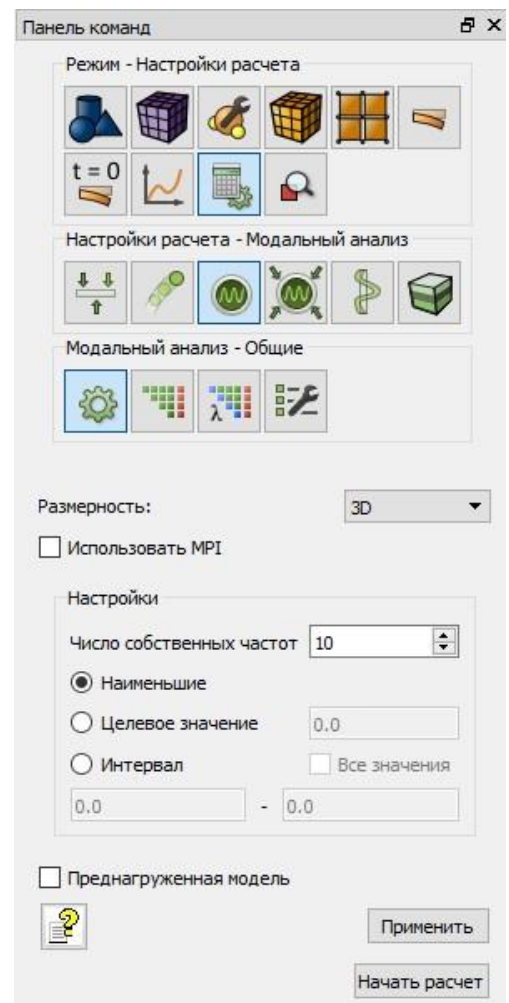 Панель команд
Режим - Настройки расчета
t = 0
Настройки расчета - Модальный анализ
Модальный анализ - Общие
λ
Размерность: 3D
Использовать MPI
Настройки
Число собственных частот 10
Наименьшие
Целевое значение 0.0
Интервал Все значения
0.0 - 0.0
Преднагруженная модель
Применить
Начать расчет